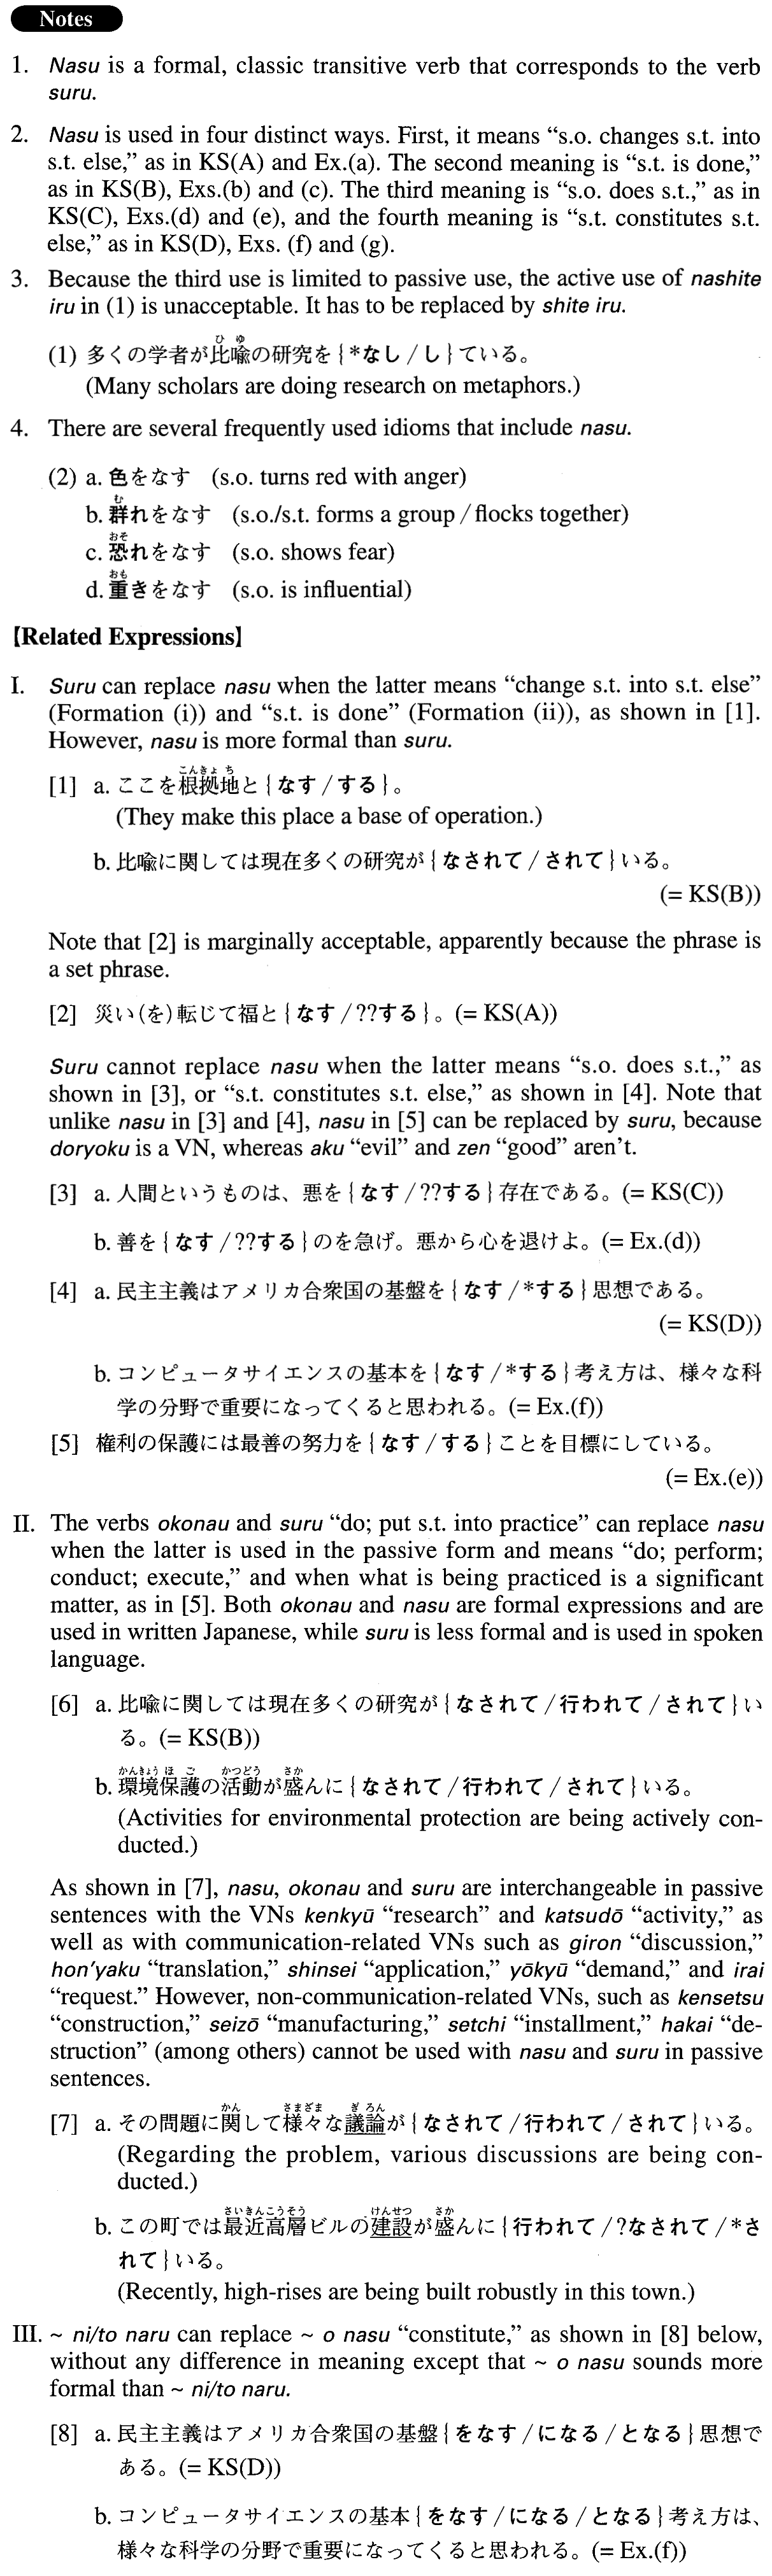 Notes
1. Nasu is a formal, classic transitive verb that corresponds to the verb
suru.
2. Nasu is used in four distinct ways. First, it means “s.o. changes s.t. into
s.t. else,” as in KS(A) and Ex.(a). The second meaning is “s.t. is done,”
as in KS(B), Exs.(b) and (c). The third meaning is “s.o. does s.t.,” as in
KS(C), Exs.(d) and (e), and the fourth meaning is “s.t. constitutes s.t.
else,” as in KS(D), Exs. (f) and (g).
3. Because the third use is limited to passive use, the active use of nashite
iru in (1) is unacceptable. It has to be replaced by shite iru.
ひ ゆ
(1) 多くの学者が比喩の研究を{*なし/し}ている。
(Many scholars are doing research on metaphors.)
4. There are several frequently used idioms that include nasu.
(2) a. 色をなす (s.o. turns red with anger)
む
b. 群れをなす (s.o./s.t. forms a group/flocks together)
おそ
c. 恐れをなす (s.o. shows fear)
おも
d. 重きをなす (s.o. is influential)
【Related Expressions】
I. Suru can replace nasu when the latter means “change s.t. into s.t. else”
(Formation (i)) and “s.t. is done” (Formation (ii)), as shown in [1].
However, nasu is more formal than suru.
こんきょ ち
[1] a. ここを根拠地と{なす/する}。
(They make this place a base of operation.)
b. 比喩に関しては現在多くの研究が{なされて/されて}いる。
(= KS(B))
Note that [2] is marginally acceptable, apparently because the phrase is
a set phrase.
[2] 災い(を)転じて福と{なす/??する}。(= KS(A))
Suru cannot replace nasu when the latter means “s.o. does s.t.,” as
shown in [3], or “s.t. constitutes s.t. else,” as shown in [4]. Note that
unlike nasu in [3] and [4], nasu in [5] can be replaced by suru, because
doryoku is a VN, whereas aku “evil” and zen “good” aren’t.
[3] a. 人間というものは、悪を{なす/??する}存在である。(= KS(C))
b. 善を{なす/??する}のを急げ。悪から心を退けよ。(= Ex.(d))
[4] a. 民主主義はアメリカ合衆国の基盤を{なす/*する}思想である。
(= KS(D))
b. コンピュータサイエンスの基本を{なす/*する}考え方は、様々な科
学の分野で重要になってくると思われる。(= Ex.(f))
[5] 権利の保護には最善の努力を{なす/する}ことを目標にしている。
(= Ex.(e))
II. The verbs okonau and suru “do; put s.t. into practice” can replace nasu
when the latter is used in the passive form and means “do; perform;
conduct; execute,” and when what is being practiced is a significant
matter, as in [5]. Both okonau and nasu are formal expressions and are
used in written Japanese, while suru is less formal and is used in spoken
language.
[6] a. 比喩に関しては現在多くの研究が{なされて/行われて/されて}い
る。(= KS(B))
かんきょう ほ ご かつどう さか
b. 環境保護の活動が盛んに{なされて/行われて/されて}いる。
(Activities for environmental protection are being actively con-
ducted.)
As shown in [7], nasu, okonau and suru are interchangeable in passive
sentences with the VNs kenkyū “research” and katsudō “activity,” as
well as with communication-related VNs such as giron “discussion,”
hon’yaku “translation,” shinsei “application,” yōkyū “demand,” and irai
“request.” However, non-communication-related VNs, such as kensetsu
“construction,” seizō “manufacturing,” setchi “installment,” hakai “de-
struction” (among others) cannot be used with nasu and suru in passive
sentences.
かん さまざま ぎ ろん
[7] a. その問題に関して様々な議論が{なされて/行われて/されて}いる。
(Regarding the problem, various discussions are being con-
ducted.)
さいきんこうそう けんせつ さか
b. この町では最近高層ビルの建設が盛んに{行われて/?なされて/*さ
れて}いる。
(Recently, high-rises are being built robustly in this town.)
III. ~ ni/to naru can replace ~ o nasu “constitute,” as shown in [8] below,
without any difference in meaning except that ~ o nasu sounds more
formal than ~ ni/to naru.
[8] a. 民主主義はアメリカ合衆国の基盤{をなす/になる/となる}思想で
ある。(= KS(D))
b. コンピュータサイエンスの基本{をなす/になる/となる}考え方は、
様々な科学の分野で重要になってくると思われる。(= Ex.(f))